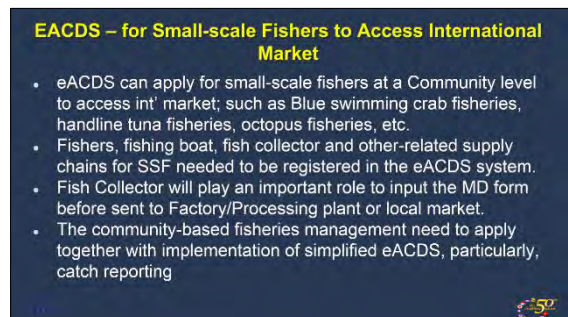 EACDS – for Small-scale Fishers to Access International
Market
• eACDS can apply for small-scale fishers at a Community level
to access int' market; such as Blue swimming crab fisheries,
handline tuna fisheries, octopus fisheries, etc.
• Fishers, fishing boat, fish collector and other-related supply
chains for SSF needed to be registered in the eACDS system.
• Fish Collector will play an important role to input the MD form
before sent to Factory/Processing plant or local market.
• The community-based fisheries management need to apply
together with implementation of simplified eACDS, particularly,
catch reporting
50